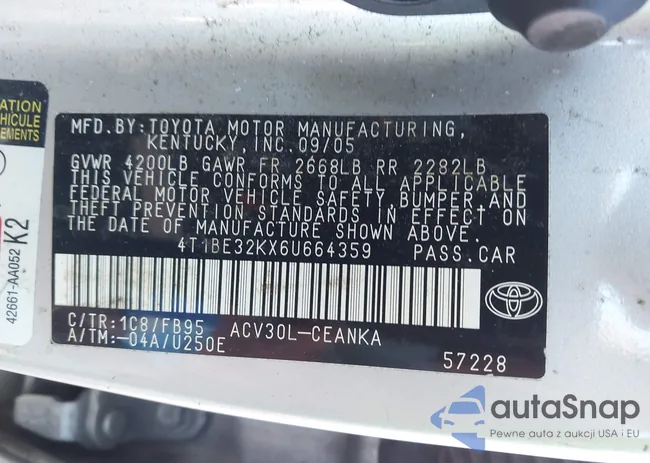 ATION
HICULE
EMENTS
42661-AA052
K2
MFD.BY:TOYOTA MOTOR MANUFACTURING,
KENTUCKY,INC.09/05
GVWR 4200LB GAWR FR 2668LB RR 2282LB
THIS VEHICLE CONFORMS TO ALL APPLICABLE
FEDERAL MOTOR VEHICLE SAFETY,BUMPER,AND
THEFT PREVENTION STANDARDS IN EFFECT ON
THE DATE OF MANUFACTURE SHOWN ABOVE.
4T1BE32KX6U664359 PASS.CAR
C/TR:1C8/FB95 ACV30L-CEANKA
A/TM:-04A/U250E
57228
autaSnap
Pewne auta z aukcji USA i EU